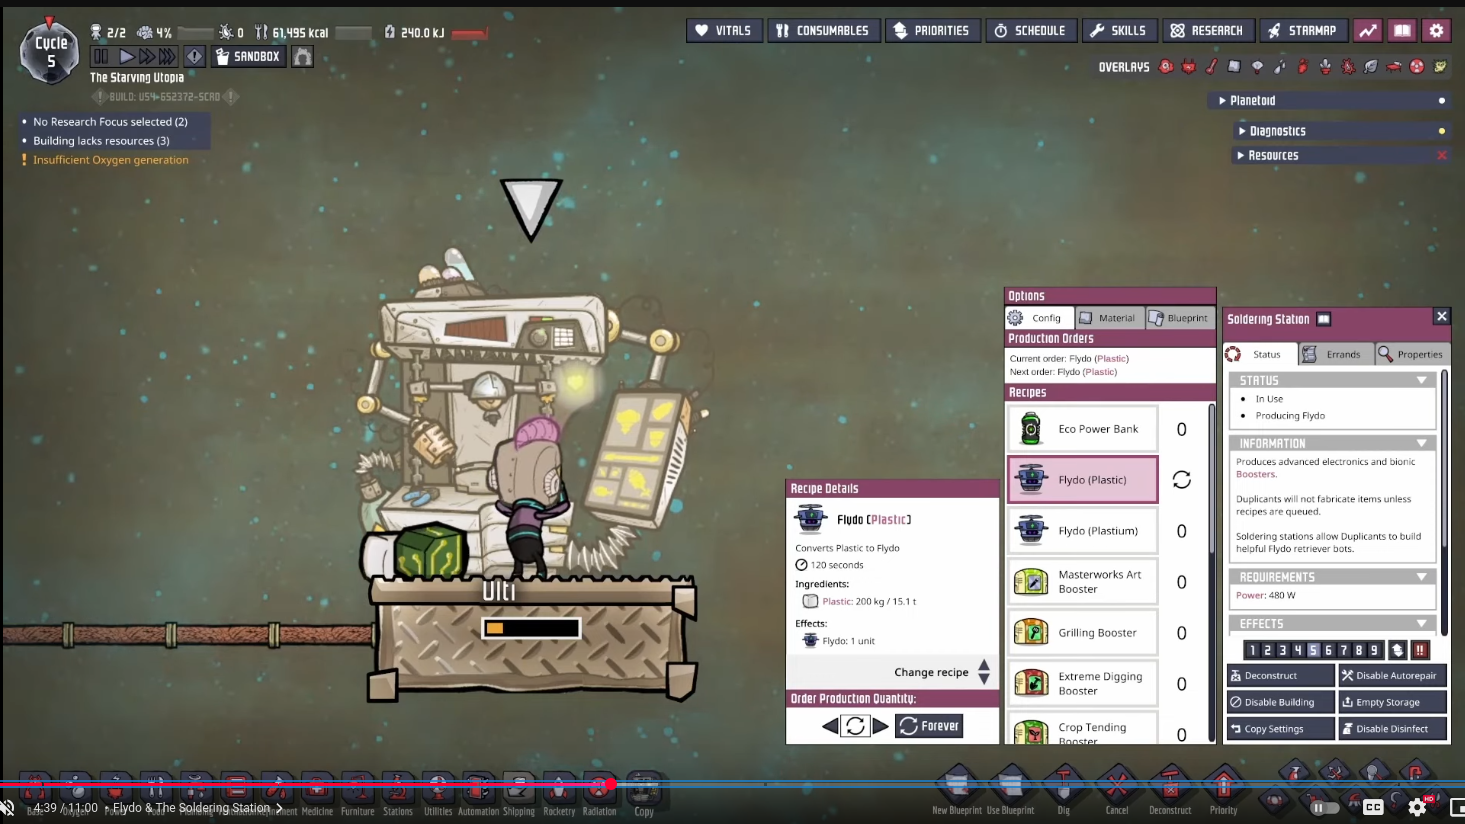 Cycle
5
2/2
4%
0
61,495 kcal
240.0 kJ
SANDBOX
The Starving Utopia
BUILD: U54-652372-SCRD
No Research Focus selected (2)
Building lacks resources (3)
Insufficient Oxygen generation
VITALS
CONSUMABLES
PRIORITIES
SCHEDULE
SKILLS
RESEARCH
STARMAP
OVERLAYS
Planetoid
Diagnostics
Resources
Ulti
Recipe Details
Flydo (Plastic)
Converts Plastic to Flydo
120 seconds
Ingredients:
Plastic: 200 kg / 15.1 t
Effects:
Flydo: 1 unit
Change recipe
Order Production Quantity:
Forever
Options
Config
Material
Blueprint
Production Orders
Current order: Flydo (Plastic)
Next order: Flydo (Plastic)
Recipes
Eco Power Bank 0
Flydo (Plastic)
Flydo (Plastium) 0
Masterworks Art
Booster 0
Grilling Booster 0
Extreme Digging
Booster 0
Crop Tending
Booster 0
Soldering Station
Status
Errands
Properties
STATUS
In Use
Producing Flydo
INFORMATION
Produces advanced electronics and bionic
Boosters.
Duplicants will not fabricate items unless
recipes are queued.
Soldering stations allow Duplicants to build
helpful Flydo retriever bots.
REQUIREMENTS
Power: 480 W
EFFECTS
1 2 3 4 5 6 7 8 9 !!
Deconstruct
Disable Autorepair
Disable Building
Empty Storage
Copy Settings
Disable Disinfect
4:39 / 11:00 • Flydo & The Soldering Station
Base
Oxygen
Medicine
Furniture
Stations
Utilities
Automation
Shipping
Rocketry
Radiation
Copy
New Blueprint
Use Blueprint
Dig
Cancel
Deconstruct
Priority
CC
HD